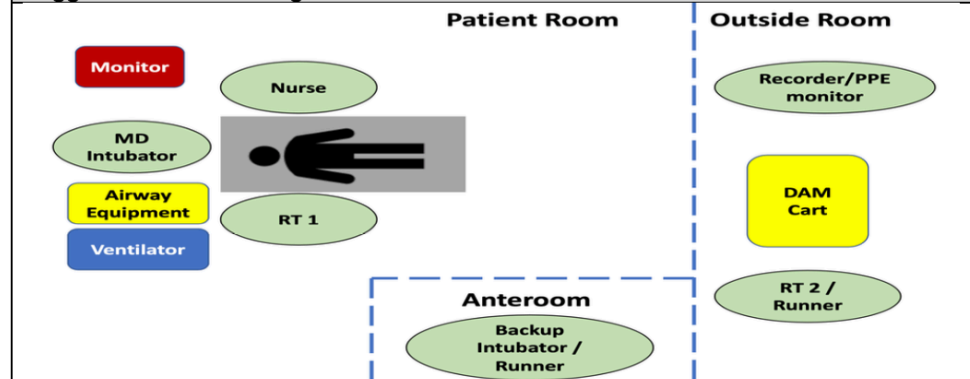 Patient Room
Outside Room
Monitor
Nurse
Recorder/PPE
monitor
MD
Intubator
Airway
Equipment
DAM
Cart
RT 1
Ventilator
RT 2 /
Runner
Anteroom
Backup
Intubator /
Runner